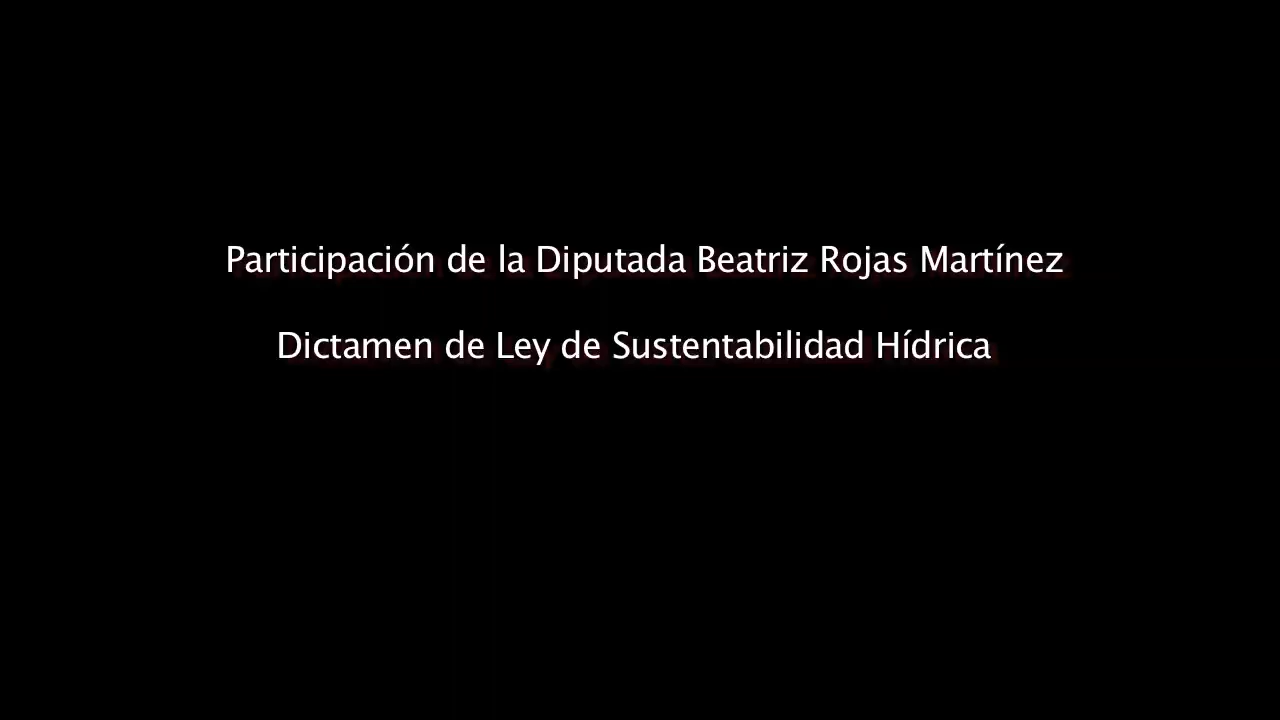 Participación de la Diputada Beatriz Rojas Martínez
Dictamen de Ley de Sustentabilidad Hídrica